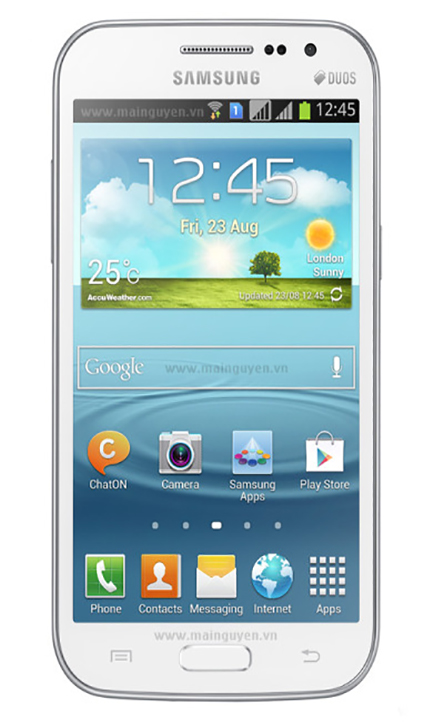 SAMSUNG DUOS
www.mainguyen.vn 1 12:45
12:45
Fri, 23 Aug
London
25°C Sunny
AccuWeather.com Updated 23/08 12:45
Google www.mainguyen.vn
C
ChatON Camera Samsung Apps Play Store
Phone Contacts Messaging Internet Apps
www.mainguyen.vn